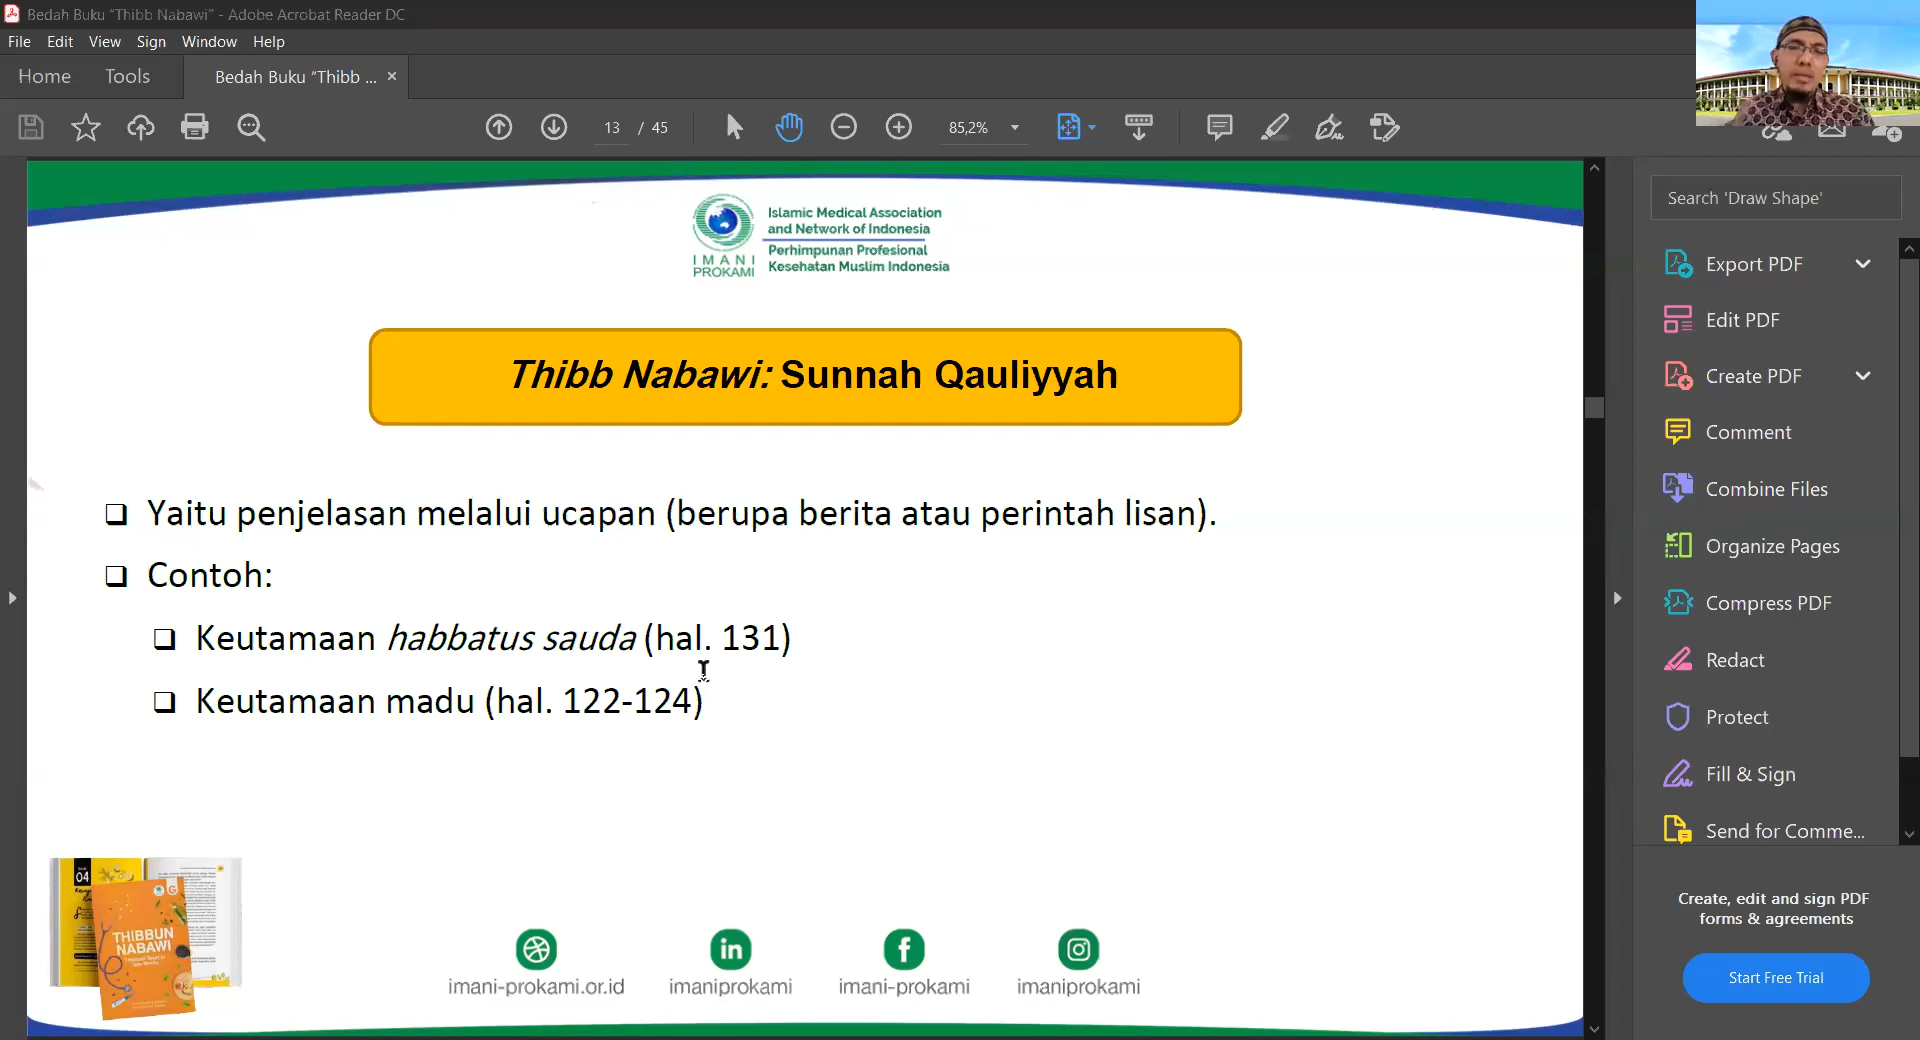 Bedah Buku “Thibb Nabawi” - Adobe Acrobat Reader DC
File Edit View Sign Window Help
Home Tools Bedah Buku “Thibb ... ×
13 / 45 85,2%
Search 'Draw Shape'
Islamic Medical Association
and Network of Indonesia
Perhimpunan Profesional
Kesehatan Muslim Indonesia
IMANI
PROKAMI
Thibb Nabawi: Sunnah Qauliyyah
Yaitu penjelasan melalui ucapan (berupa berita atau perintah lisan).
Contoh:
Keutamaan habbatus sauda (hal. 131)
Keutamaan madu (hal. 122-124)
04
THIBBUN
NABAWI
imani-prokami.or.id
imaniprokami
imani-prokami
imaniprokami
Export PDF
Edit PDF
Create PDF
Comment
Combine Files
Organize Pages
Compress PDF
Redact
Protect
Fill & Sign
Send for Comme...
Create, edit and sign PDF
forms & agreements
Start Free Trial